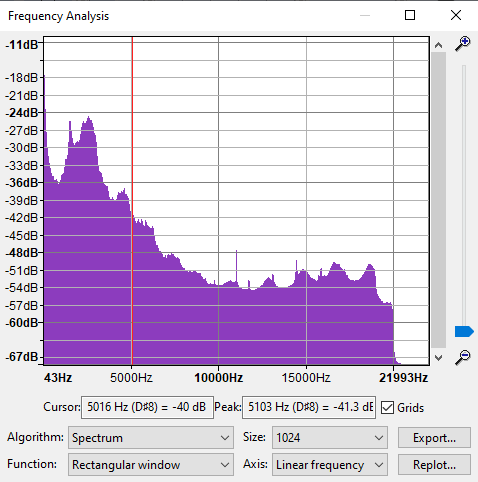 Frequency Analysis
-11dB
-18dB
-21dB
-24dB
-27dB
-30dB
-33dB
-36dB
-39dB
-42dB
-45dB
-48dB
-51dB
-54dB
-57dB
-60dB
-67dB
43Hz 5000Hz 10000Hz 15000Hz 21993Hz
Cursor: 5016 Hz (D♯8) = -40 dB Peak: 5103 Hz (D♯8) = -41.3 dB Grids
Algorithm: Spectrum Size: 1024 Export...
Function: Rectangular window Axis: Linear frequency Replot...